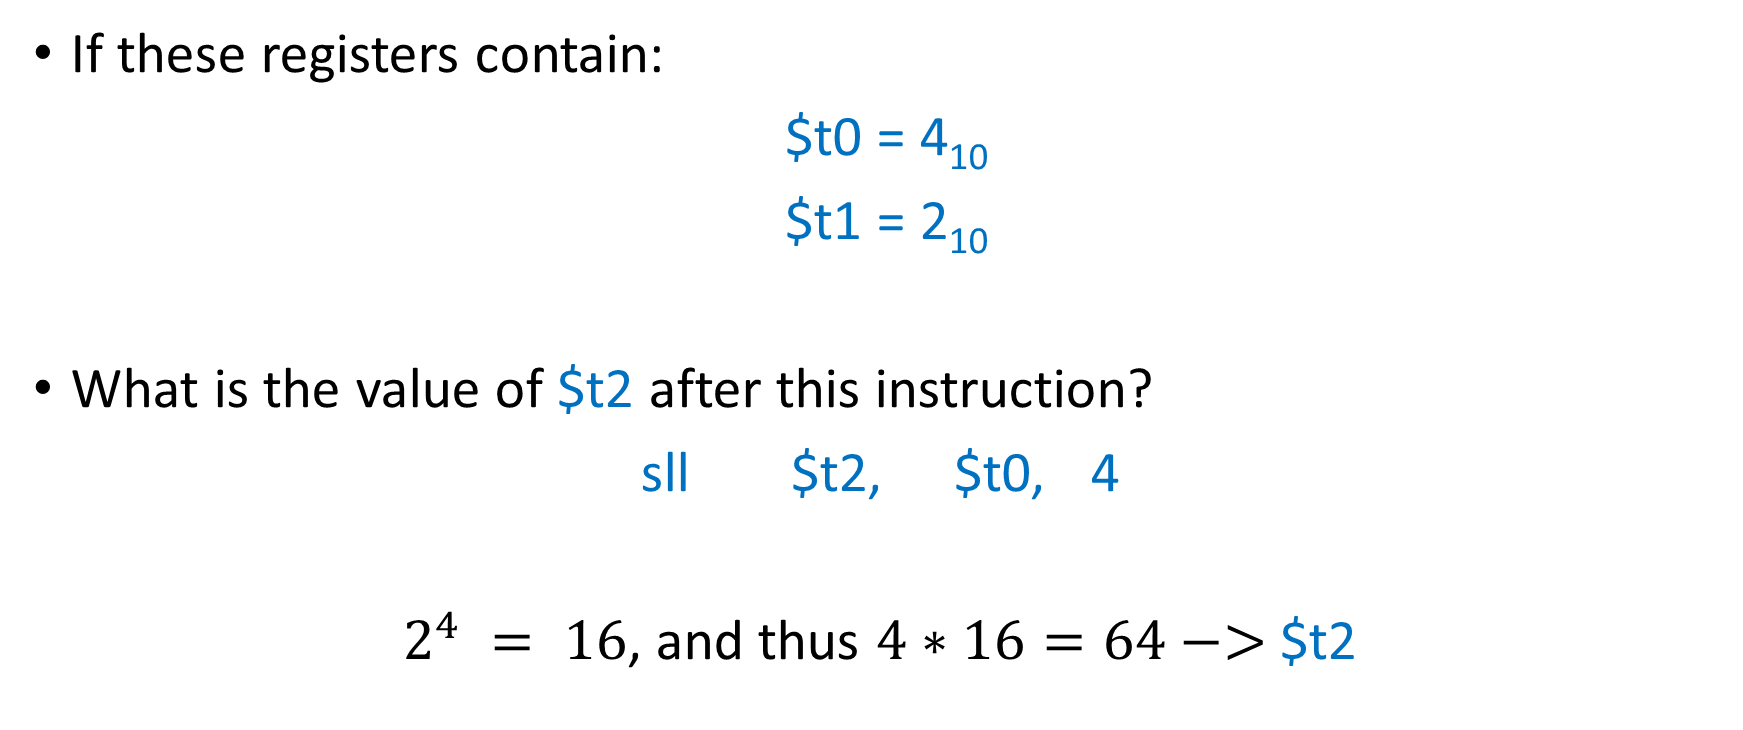 • If these registers contain:
$t0 = 4₁₀
$t1 = 2₁₀
• What is the value of $t2 after this instruction?
sll $t2, $t0, 4
2⁴ = 16, and thus 4 ∗ 16 = 64 −> $t2